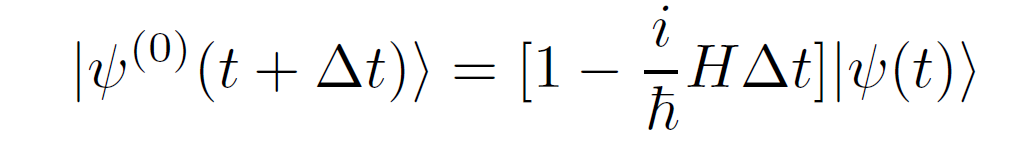 |ψ⁽⁰⁾(t + Δt)⟩ = [1 − i/ħ HΔt]|ψ(t)⟩